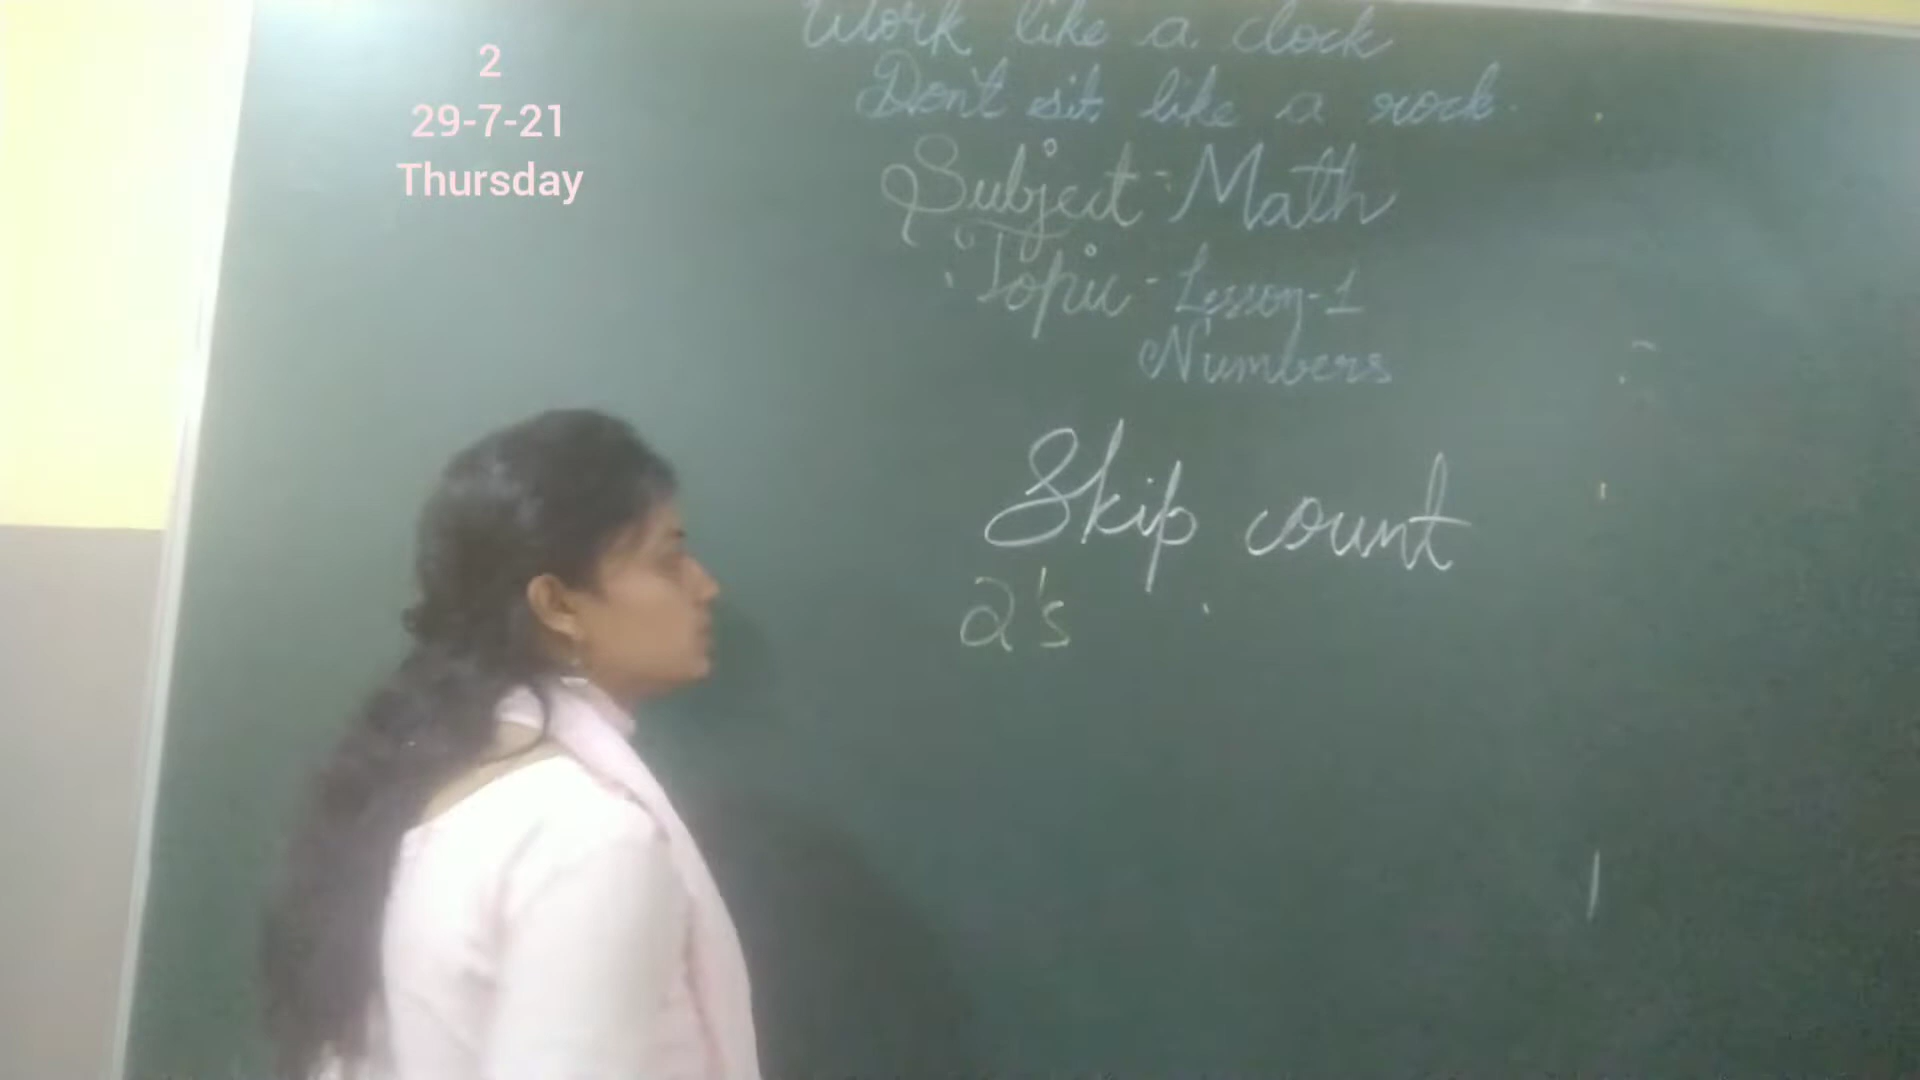 2
29-7-21
Thursday
Work like a clock
Don't sit like a rock.
Subject - Math
Topic - Lesson-1
Numbers
Skip count
2's